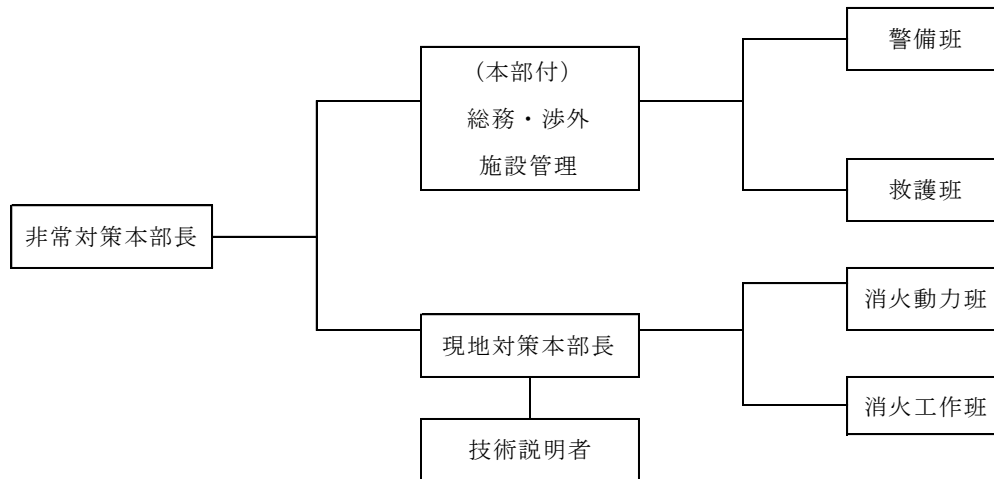 警備班
(本部付)
総務・渉外
施設管理
救護班
非常対策本部長
消火動力班
現地対策本部長
消火工作班
技術説明者